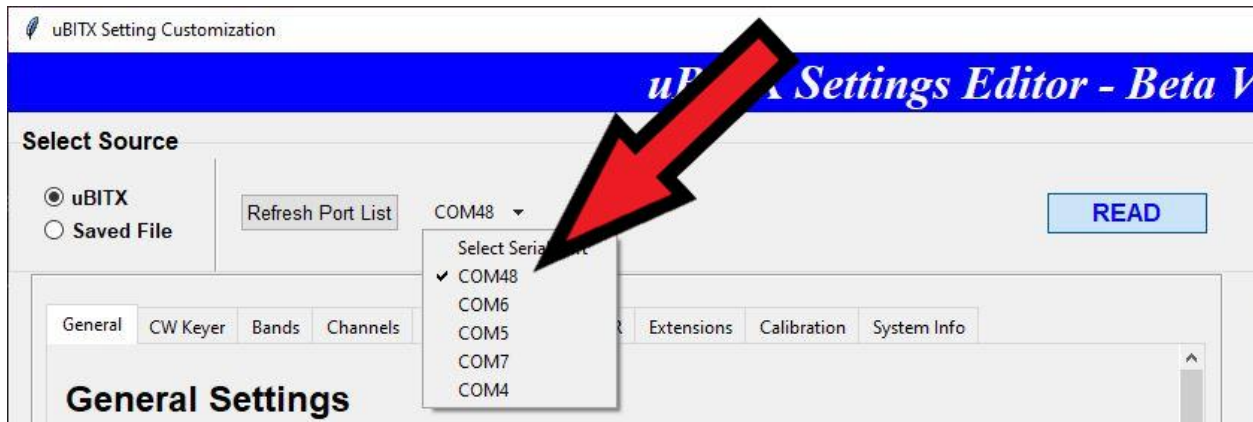 uBITX Setting Customization
Settings Editor - Beta
Select Source
uBITX
Saved File
Refresh Port List
COM48
READ
Select
COM48
COM6
COM5
COM7
COM4
General
CW Keyer
Bands
Channels
Extensions
Calibration
System Info
General Settings